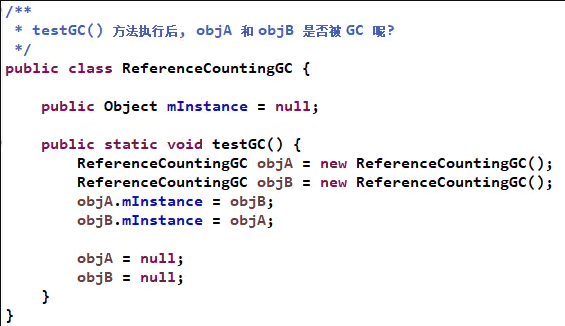 /**
 * testGC() 方法执行后, objA 和 objB 是否被 GC 呢?
 */
public class ReferenceCountingGC {
public Object mInstance = null;
public static void testGC() {
ReferenceCountingGC objA = new ReferenceCountingGC();
ReferenceCountingGC objB = new ReferenceCountingGC();
objA.mInstance = objB;
objB.mInstance = objA;
objA = null;
objB = null;
}
}